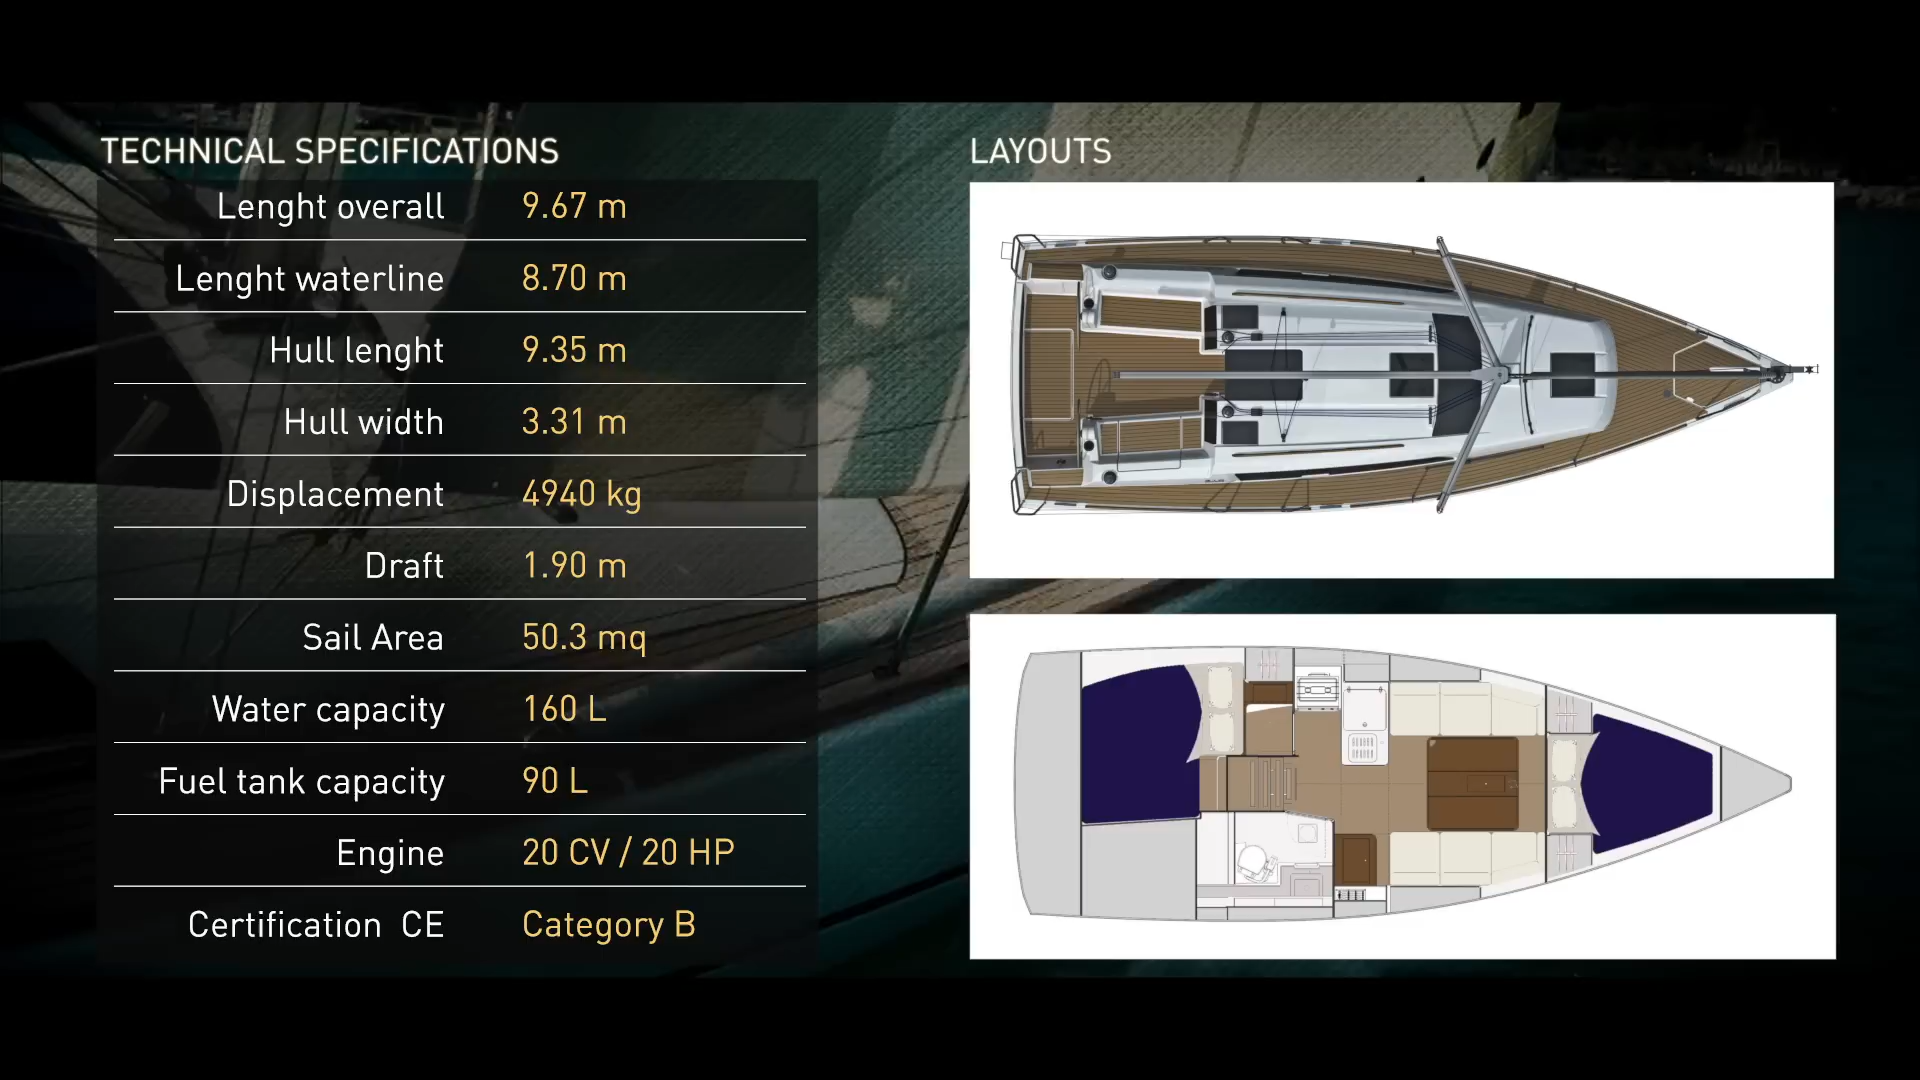 TECHNICAL SPECIFICATIONS
Lenght overall 9.67 m
Lenght waterline 8.70 m
Hull lenght 9.35 m
Hull width 3.31 m
Displacement 4940 kg
Draft 1.90 m
Sail Area 50.3 mq
Water capacity 160 L
Fuel tank capacity 90 L
Engine 20 CV / 20 HP
Certification CE Category B
LAYOUTS